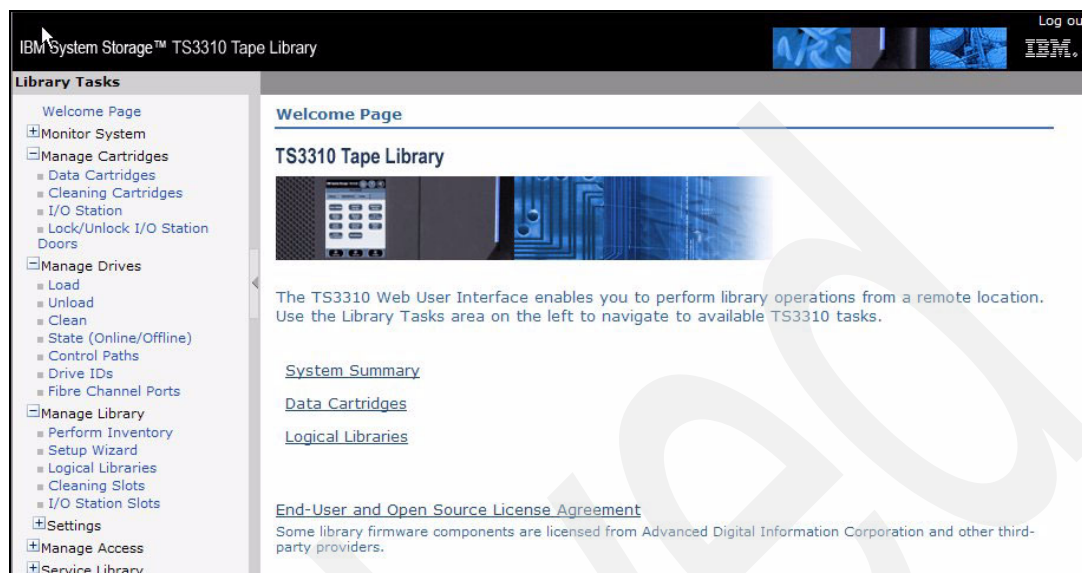 Log ou
IBM System Storage™ TS3310 Tape Library
IBM.
Library Tasks
Welcome Page
Monitor System
Manage Cartridges
Data Cartridges
Cleaning Cartridges
I/O Station
Lock/Unlock I/O Station
Doors
Manage Drives
Load
Unload
Clean
State (Online/Offline)
Control Paths
Drive IDs
Fibre Channel Ports
Manage Library
Perform Inventory
Setup Wizard
Logical Libraries
Cleaning Slots
I/O Station Slots
Settings
Manage Access
Service Library
Welcome Page
TS3310 Tape Library
The TS3310 Web User Interface enables you to perform library operations from a remote location.
Use the Library Tasks area on the left to navigate to available TS3310 tasks.
System Summary
Data Cartridges
Logical Libraries
End-User and Open Source License Agreement
Some library firmware components are licensed from Advanced Digital Information Corporation and other third-
party providers.